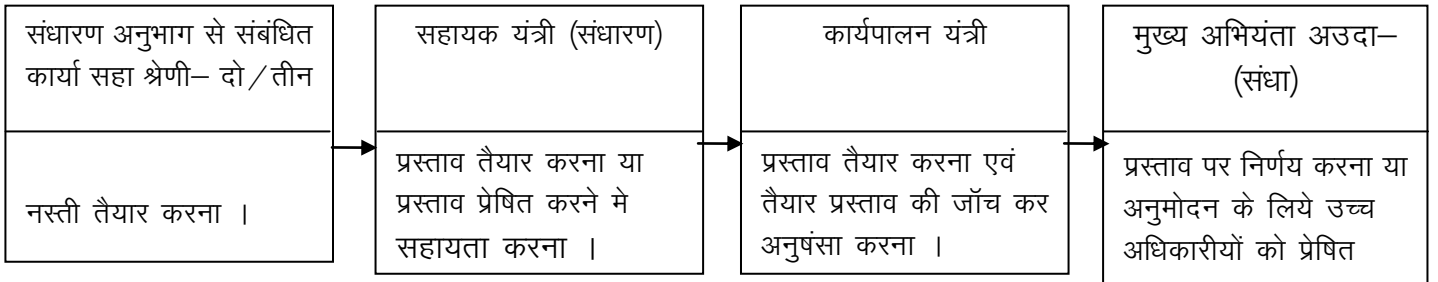 संधारण अनुभाग से संबंधित
कार्या सहा श्रेणी– दो/तीन
नस्ती तैयार करना ।
सहायक यंत्री (संधारण)
प्रस्ताव तैयार करना या
प्रस्ताव प्रेषित करने मे
सहायता करना ।
कार्यपालन यंत्री
प्रस्ताव तैयार करना एवं
तैयार प्रस्ताव की जॉच कर
अनुषंसा करना ।
मुख्य अभियंता अउदा–
(संधा)
प्रस्ताव पर निर्णय करना या
अनुमोदन के लिये उच्च
अधिकारीयों को प्रेषित